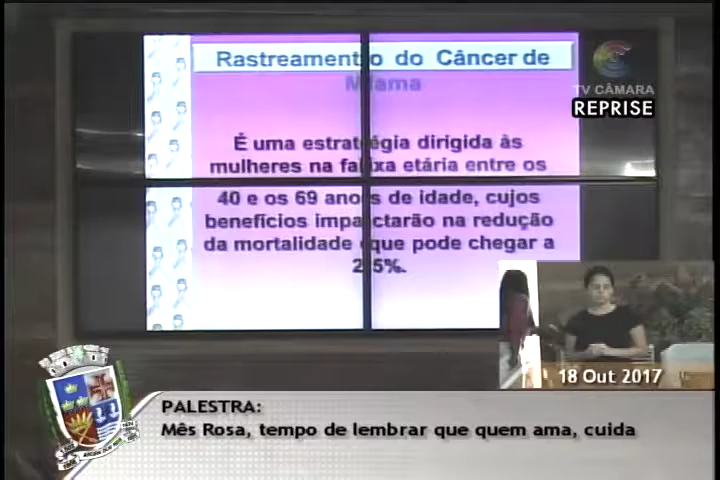 Rastreamento do Câncer de
Mama
É uma estratégia dirigida às
mulheres na faixa etária entre os
40 e os 69 anos de idade, cujos
benefícios impactarão na redução
da mortalidade que pode chegar a
25%.
TV CÂMARA
REPRISE
18 Out 2017
PALESTRA:
Mês Rosa, tempo de lembrar que quem ama, cuida